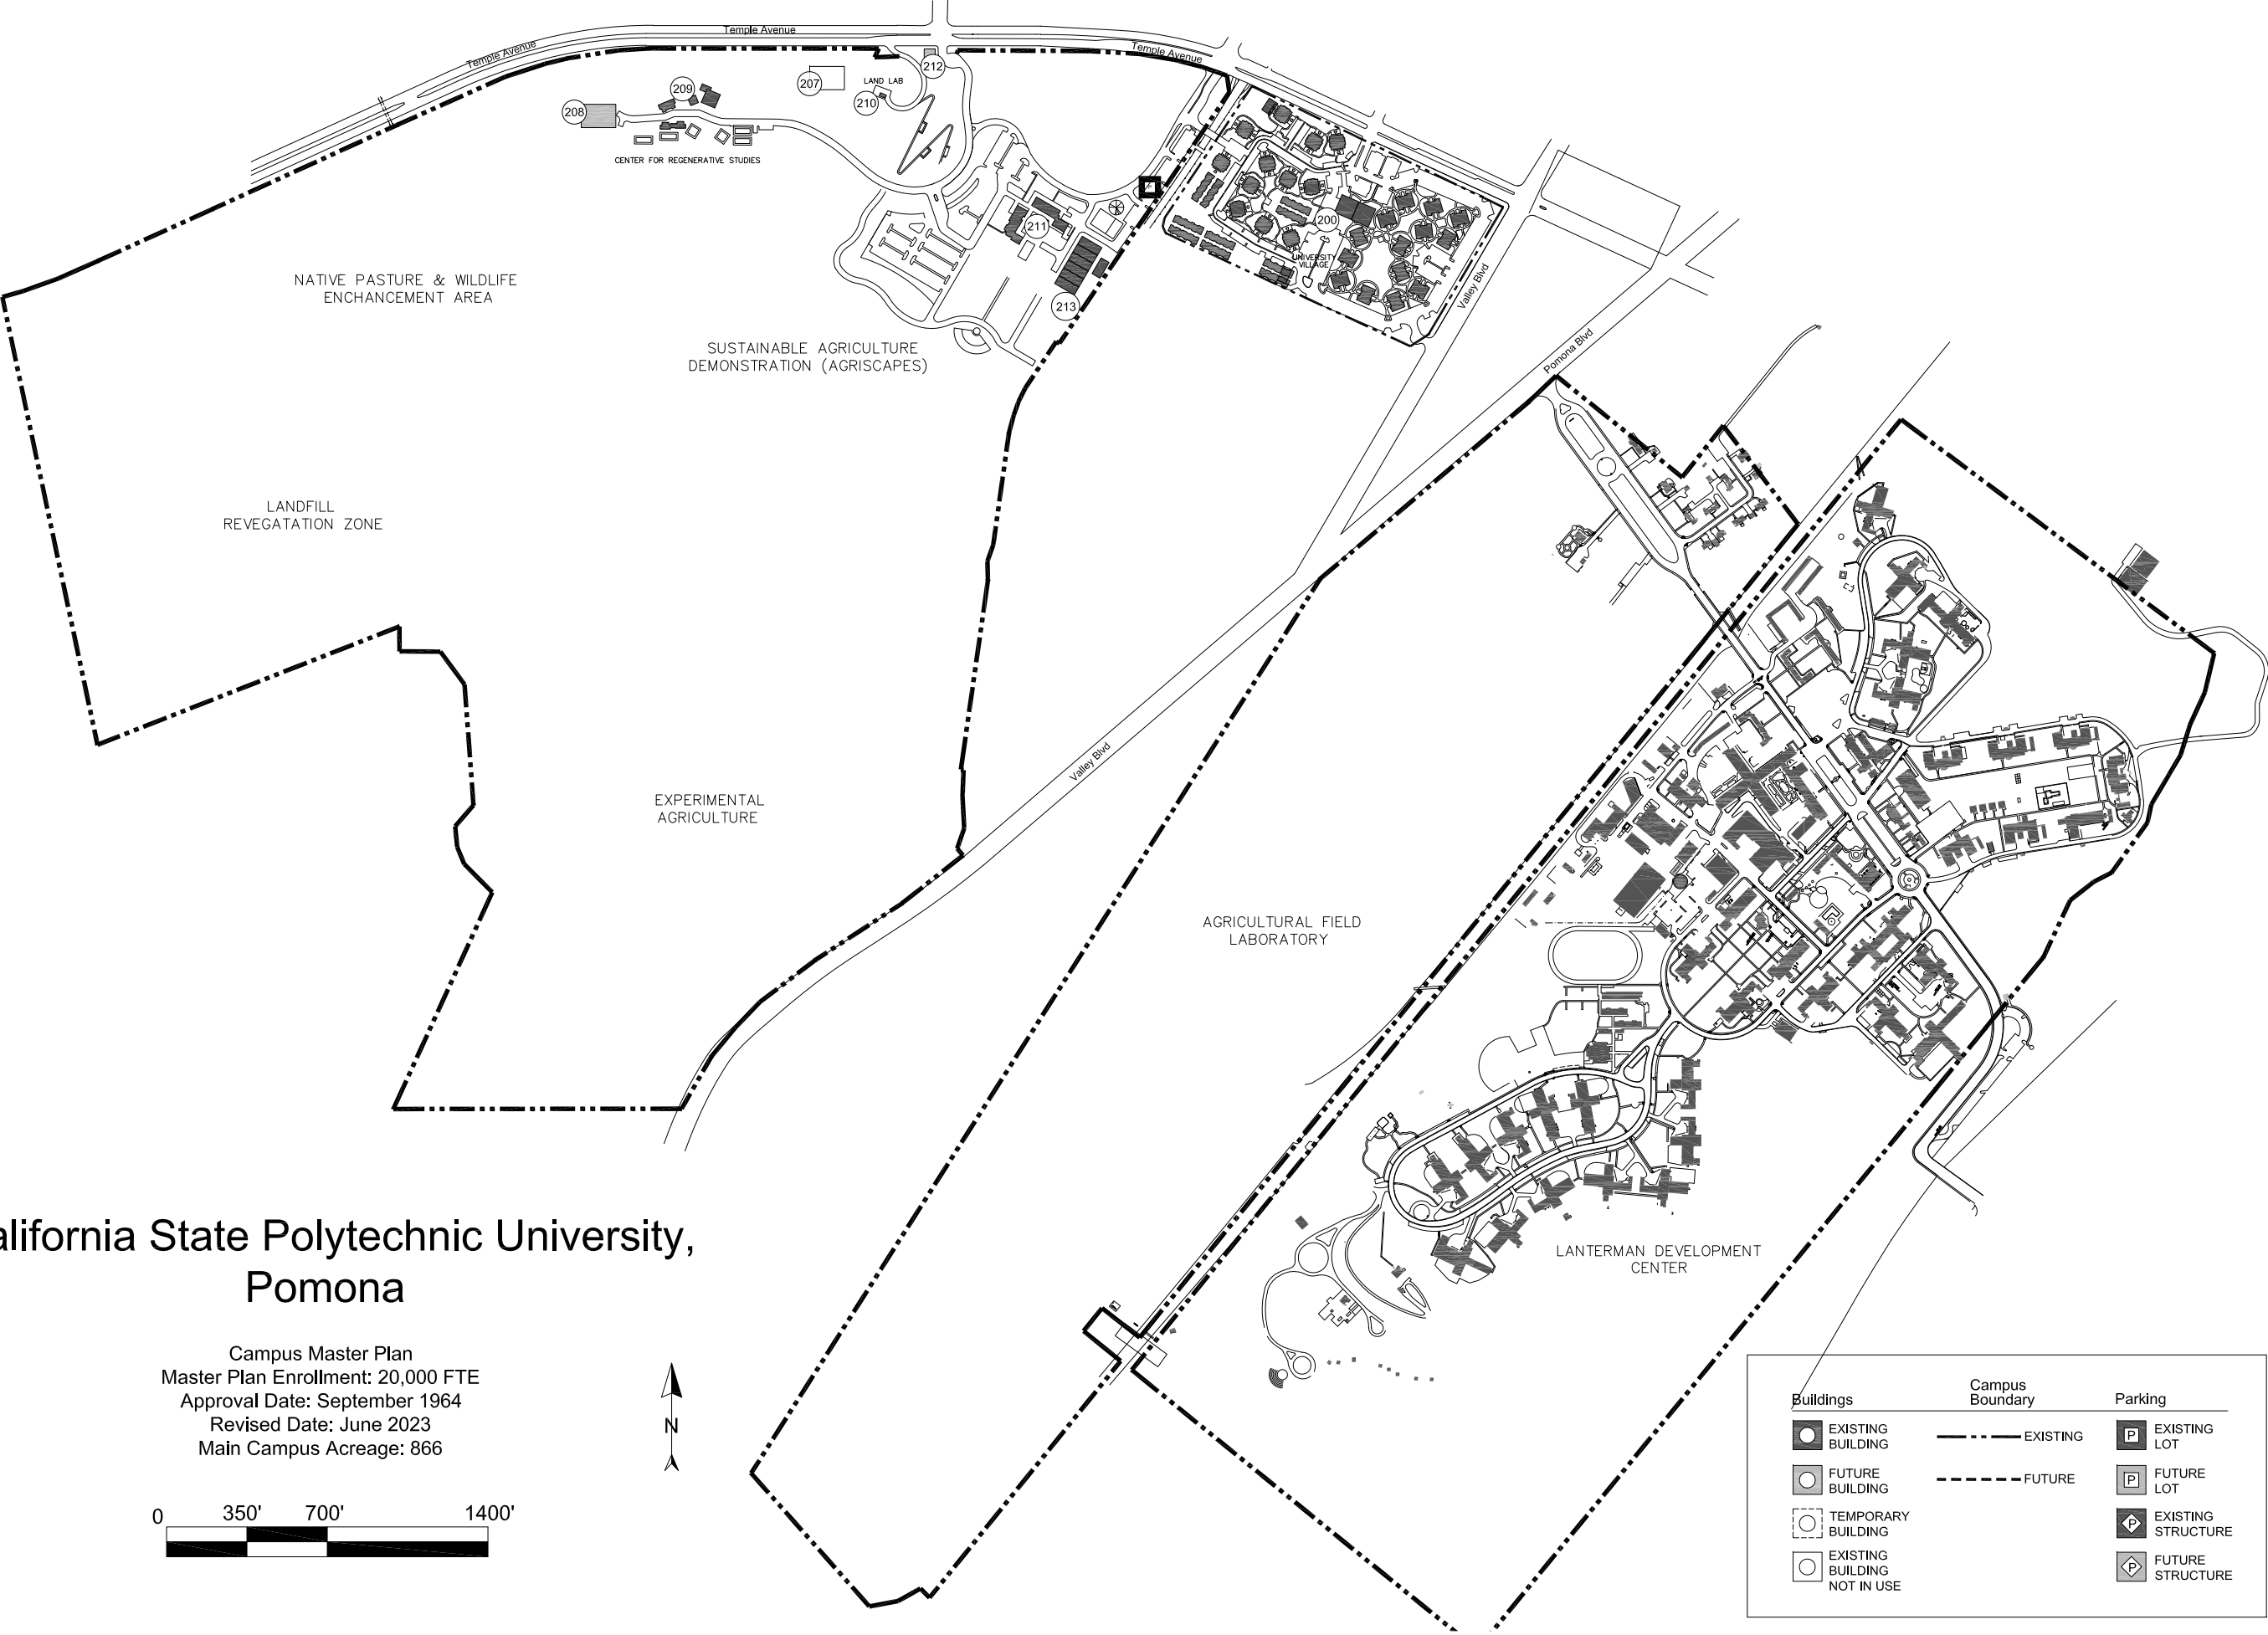 Temple Avenue
Temple Avenue
Temple Avenue
212
207
LAND LAB
209
210
208
CENTER FOR REGENERATIVE STUDIES
200
211
UNIVERSITY
VILLAGE
213
Valley Blvd
NATIVE PASTURE & WILDLIFE
ENCHANCEMENT AREA
SUSTAINABLE AGRICULTURE
DEMONSTRATION (AGRISCAPES)
Pomona Blvd
LANDFILL
REVEGATATION ZONE
Valley Blvd
EXPERIMENTAL
AGRICULTURE
AGRICULTURAL FIELD
LABORATORY
LANTERMAN DEVELOPMENT
CENTER
alifornia State Polytechnic University,
Pomona
Campus Master Plan
Master Plan Enrollment: 20,000 FTE
Approval Date: September 1964
Revised Date: June 2023
Main Campus Acreage: 866
N
0 350' 700' 1400'
Buildings
Campus
Boundary
Parking
EXISTING
BUILDING
EXISTING
P
EXISTING
LOT
FUTURE
BUILDING
FUTURE
P
FUTURE
LOT
TEMPORARY
BUILDING
P
EXISTING
STRUCTURE
EXISTING
BUILDING
NOT IN USE
P
FUTURE
STRUCTURE